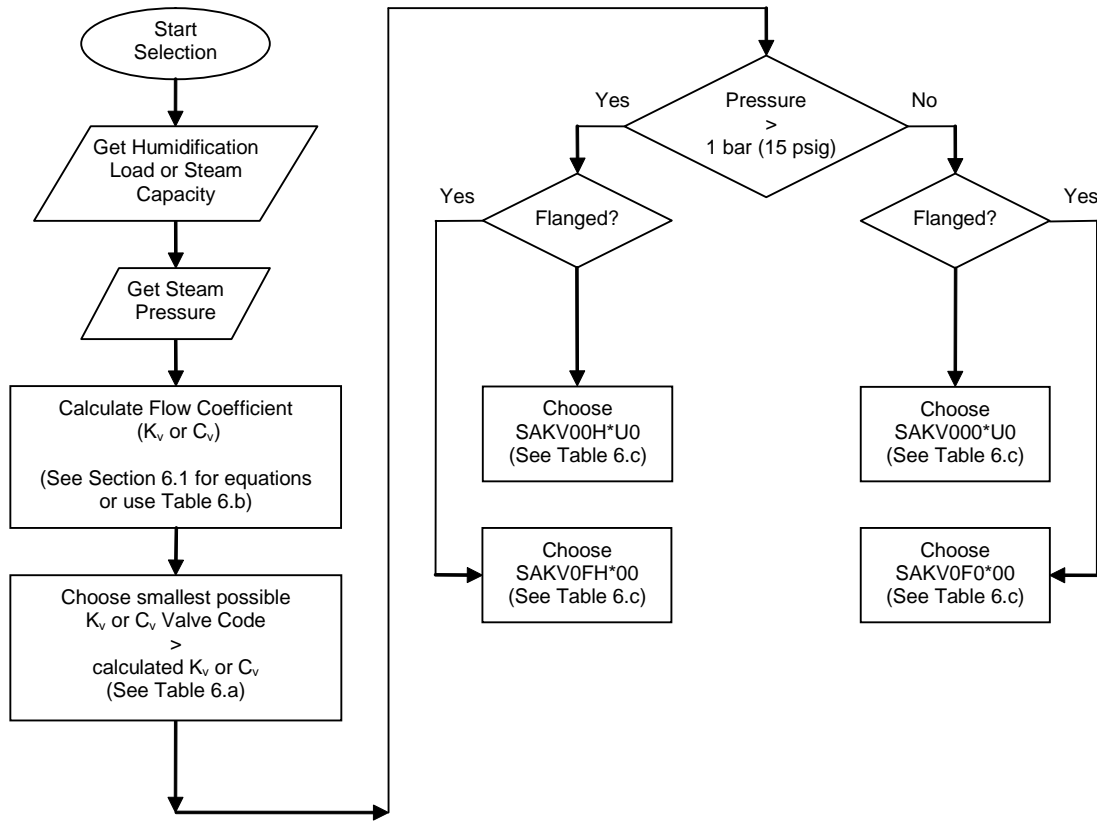 Start
Selection
Get Humidification
Load or Steam
Capacity
Get Steam
Pressure
Calculate Flow Coefficient
(Kᵥ or Cᵥ)
(See Section 6.1 for equations
or use Table 6.b)
Choose smallest possible
Kᵥ or Cᵥ Valve Code
>
calculated Kᵥ or Cᵥ
(See Table 6.a)
Pressure
>
1 bar (15 psig)
Yes
No
Flanged?
Yes
Flanged?
Yes
Choose
SAKV00H*U0
(See Table 6.c)
Choose
SAKV000*U0
(See Table 6.c)
Choose
SAKV0FH*00
(See Table 6.c)
Choose
SAKV0F0*00
(See Table 6.c)